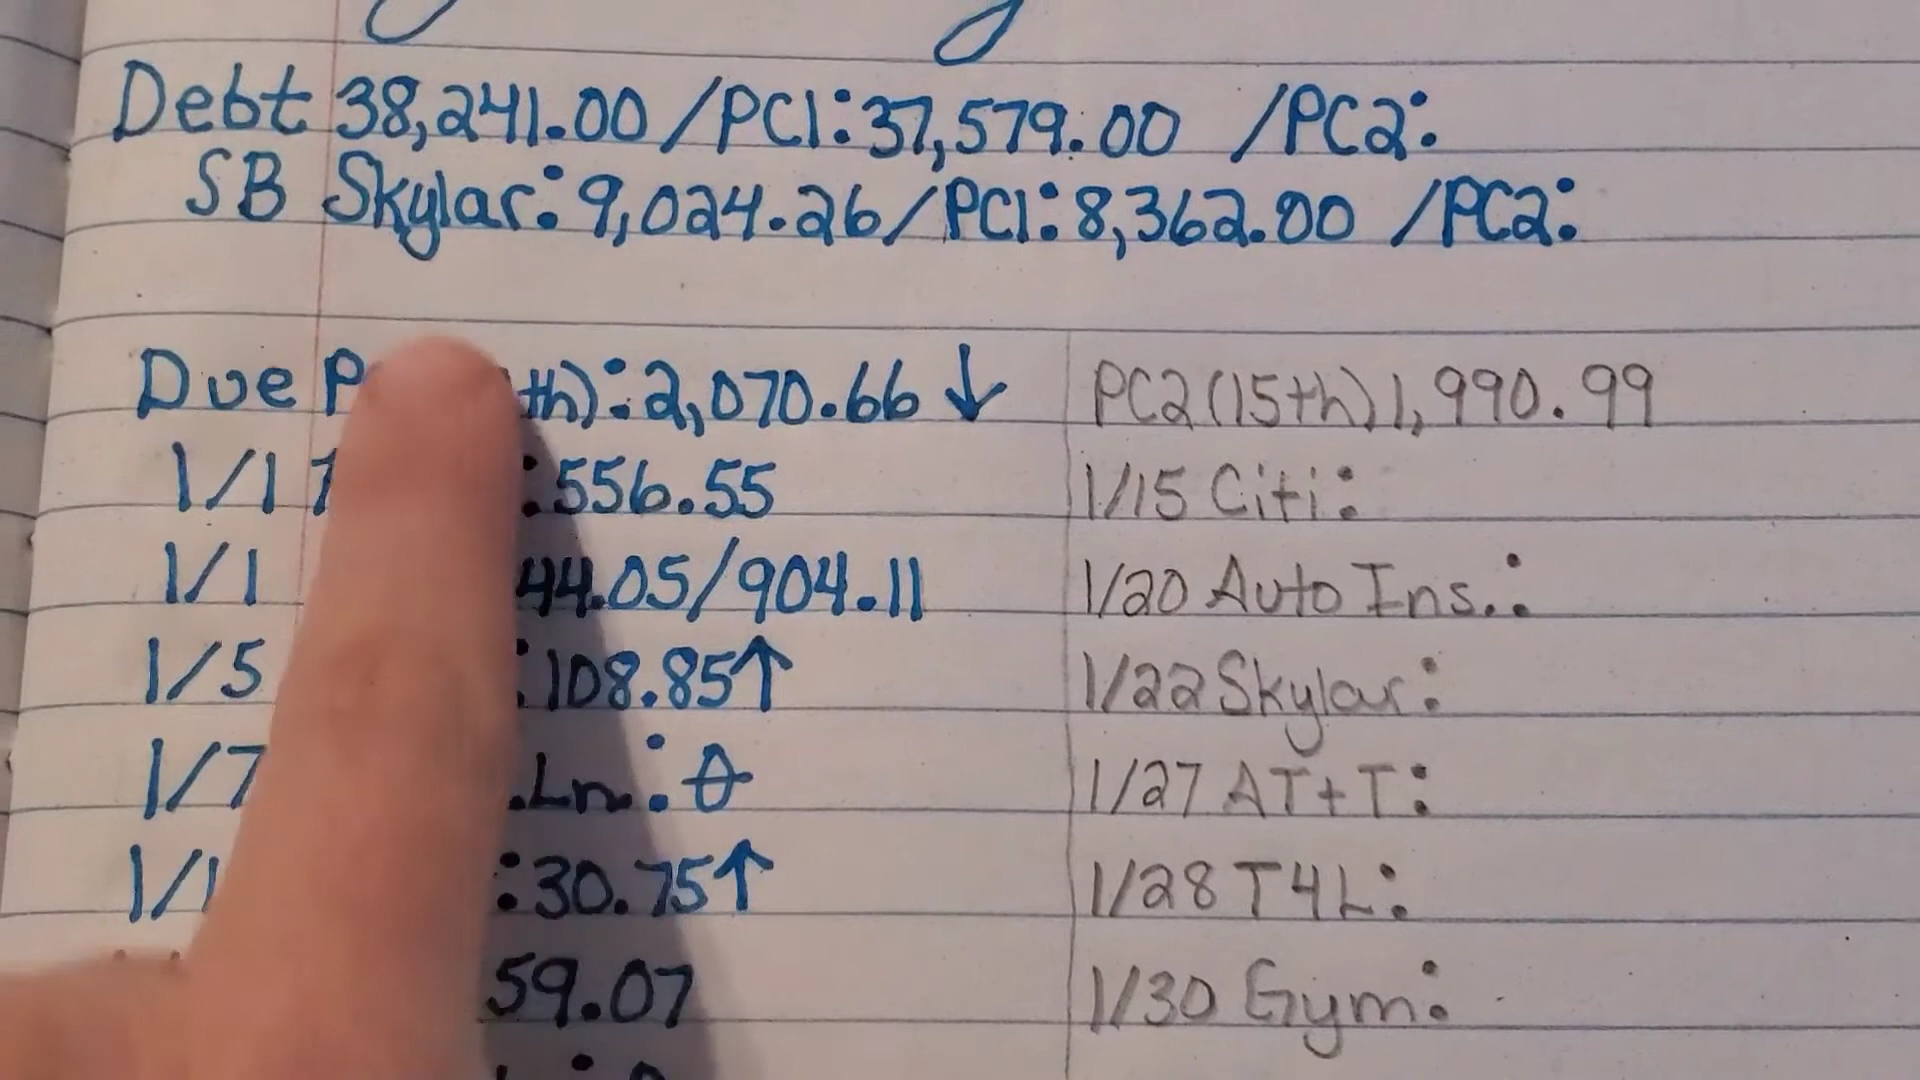 Debt 38,241.00 /PC1:37,579.00 /PC2:
SB Skylar:9,024.26/PC1:8,362.00 /PC2:
Due th):2,070.66↓
1/1 :556.55
1/1 44.05/904.11
1/5 :108.85↑
1/7 .Ln.:
:30.75↑
59.07
PC2(15th)1,990.99
1/15 Citi:
1/20 Auto Ins.:
1/22 Skylar:
1/27 AT+T:
1/28 T4L:
1/30 Gym: